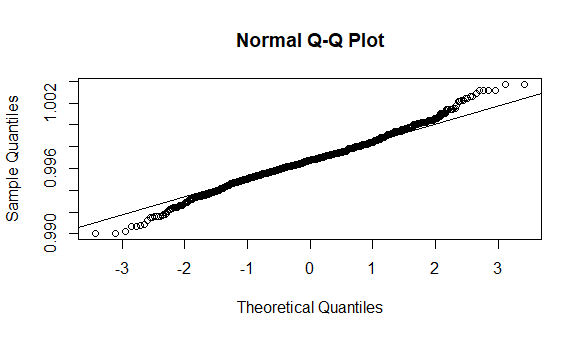 Normal Q-Q Plot
Sample Quantiles
1.002
0.996
0.990
-3 -2 -1 0 1 2 3
Theoretical Quantiles